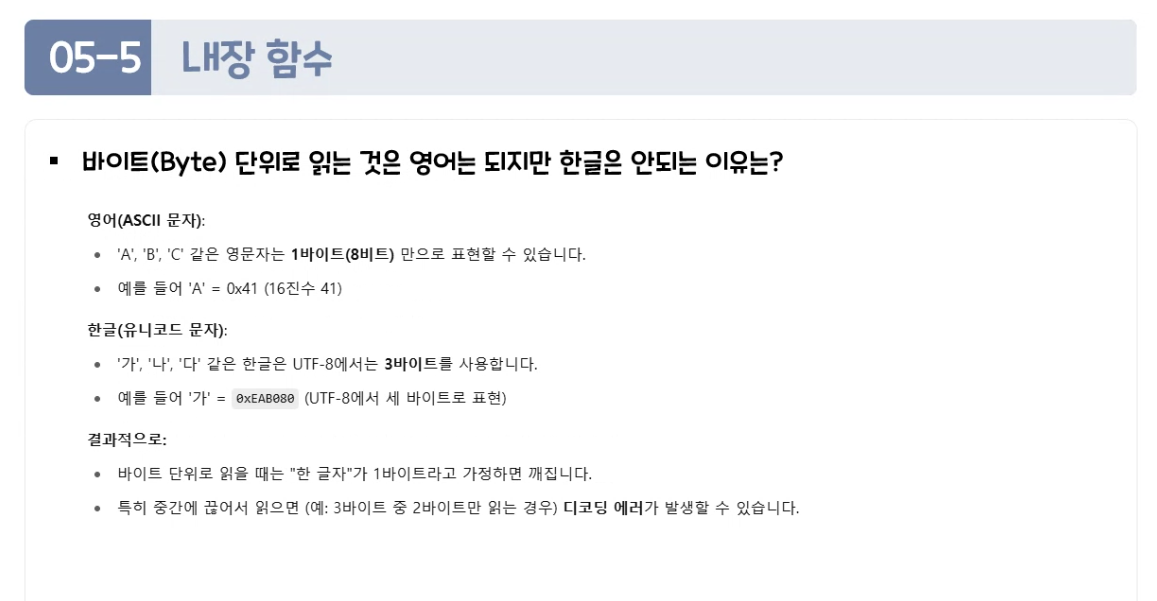 05-5 내장 함수
▪ 바이트(Byte) 단위로 읽는 것은 영어는 되지만 한글은 안되는 이유는?
영어(ASCII 문자):
• 'A', 'B', 'C' 같은 영문자는 1바이트(8비트) 만으로 표현할 수 있습니다.
• 예를 들어 'A' = 0x41 (16진수 41)
한글(유니코드 문자):
• '가', '나', '다' 같은 한글은 UTF-8에서는 3바이트를 사용합니다.
• 예를 들어 '가' = 0xEAB080 (UTF-8에서 세 바이트로 표현)
결과적으로:
• 바이트 단위로 읽을 때는 "한 글자"가 1바이트라고 가정하면 깨집니다.
• 특히 중간에 끊어서 읽으면 (예: 3바이트 중 2바이트만 읽는 경우) 디코딩 에러가 발생할 수 있습니다.